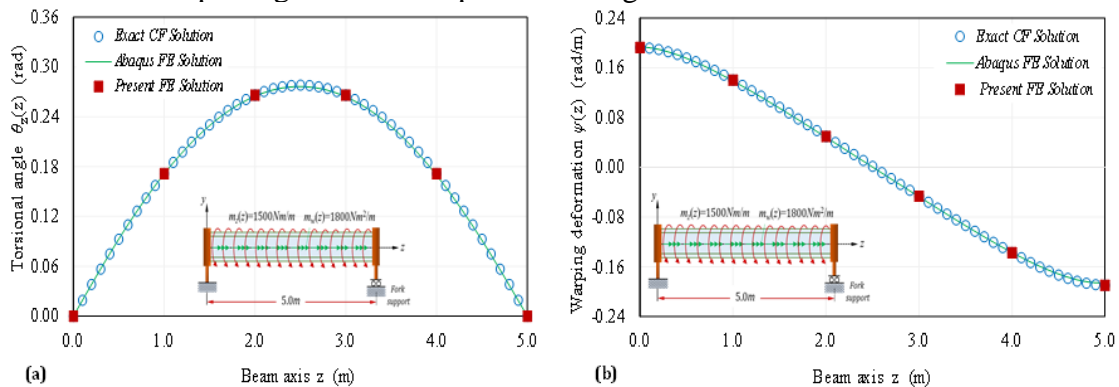 Torsional angle θz(z) (rad)
0.36
0.30
0.24
0.18
0.12
0.06
0.00
Exact CF Solution
Abaqus FE Solution
Present FE Solution
y
mz(z)=1500Nm/m mw(z)=1800Nm²/m
z
Fork
support
5.0m
0.0 1.0 2.0 3.0 4.0 5.0
(a)
Beam axis z (m)
Warping deformation ψ(z) (rad/m)
0.24
0.16
0.08
0.00
-0.08
-0.16
-0.24
Exact CF Solution
Abaqus FE Solution
Present FE Solution
y
mz(z)=1500Nm/m mw(z)=1800Nm²/m
z
Fork
support
5.0m
0.0 1.0 2.0 3.0 4.0 5.0
(b)
Beam axis z (m)